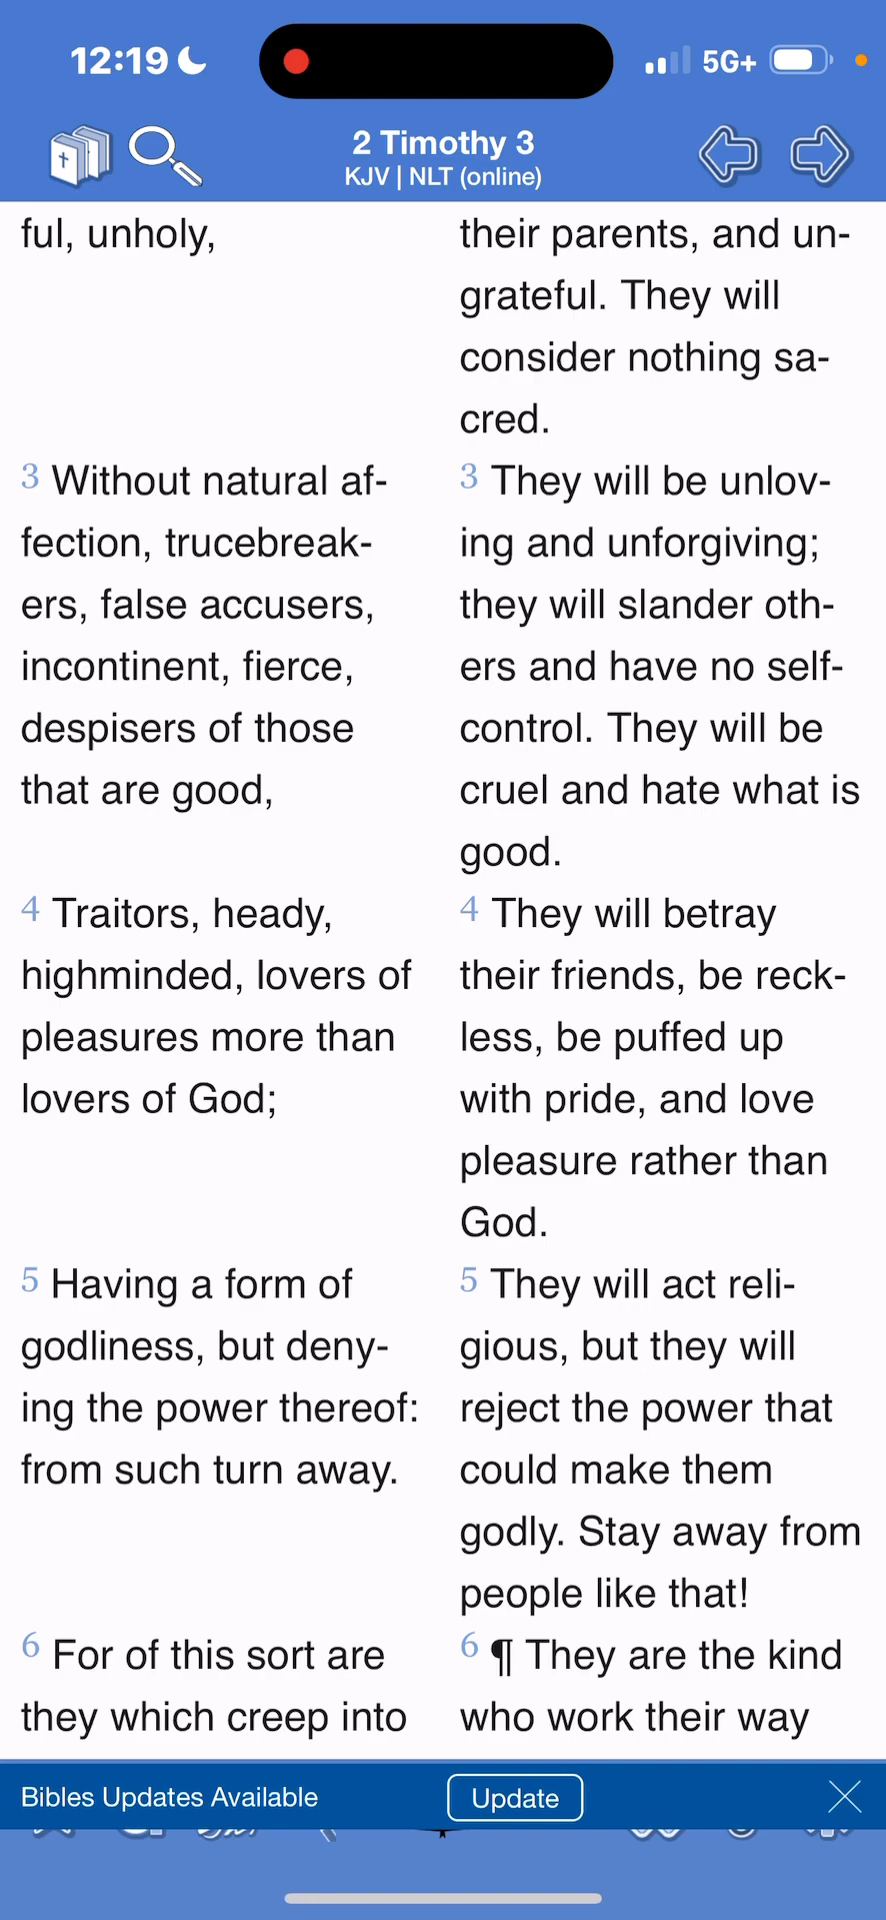 12:19
5G+
2 Timothy 3
KJV | NLT (online)
ful, unholy,
3 Without natural af-
fection, trucebreak-
ers, false accusers,
incontinent, fierce,
despisers of those
that are good,
4 Traitors, heady,
highminded, lovers of
pleasures more than
lovers of God;
5 Having a form of
godliness, but deny-
ing the power thereof:
from such turn away.
6 For of this sort are
they which creep into
their parents, and un-
grateful. They will
consider nothing sa-
cred.
3 They will be unlov-
ing and unforgiving;
they will slander oth-
ers and have no self-
control. They will be
cruel and hate what is
good.
4 They will betray
their friends, be reck-
less, be puffed up
with pride, and love
pleasure rather than
God.
5 They will act reli-
gious, but they will
reject the power that
could make them
godly. Stay away from
people like that!
6 ¶ They are the kind
who work their way
Bibles Updates Available
Update